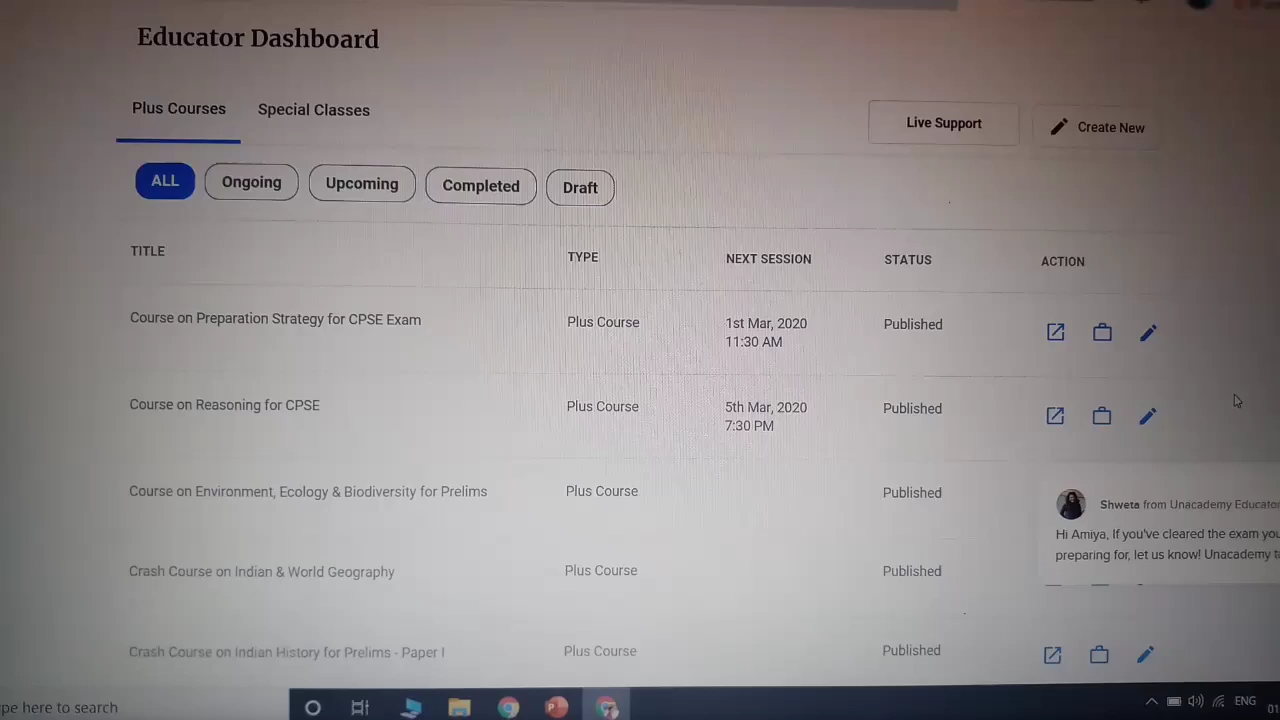 Educator Dashboard
Plus Courses Special Classes
Live Support Create New
ALL Ongoing Upcoming Completed Draft
TITLE TYPE NEXT SESSION STATUS ACTION
Course on Preparation Strategy for CPSE Exam Plus Course 1st Mar, 2020 Published
11:30 AM
Course on Reasoning for CPSE Plus Course 5th Mar, 2020 Published
7:30 PM
Course on Environment, Ecology & Biodiversity for Prelims Plus Course Published
Shweta from Unacademy Educator
Hi Amiya, If you've cleared the exam you
preparing for, let us know! Unacademy t
Crash Course on Indian & World Geography Plus Course Published
Crash Course on Indian History for Prelims - Paper I Plus Course Published
pe here to search
ENG